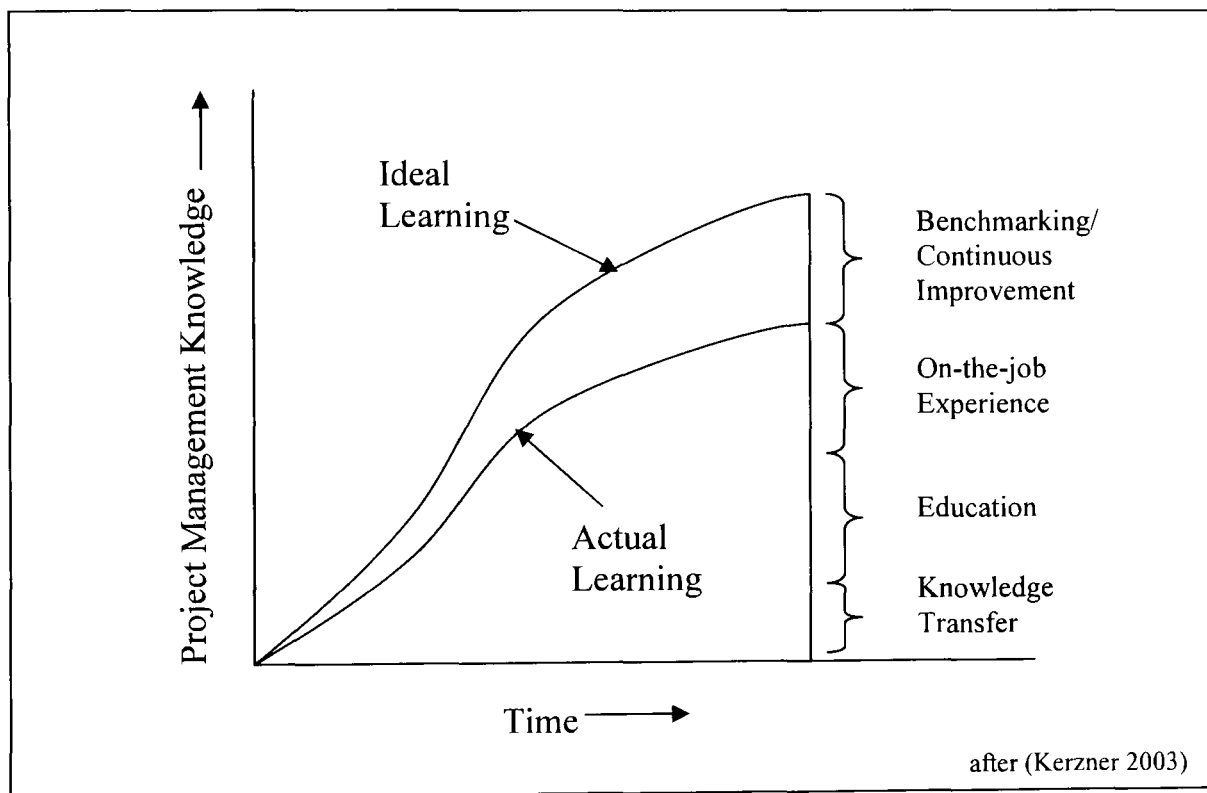 Project Management Knowledge
Ideal
Learning
Actual
Learning
Benchmarking/
Continuous
Improvement
On-the-job
Experience
Education
Knowledge
Transfer
Time
after (Kerzner 2003)